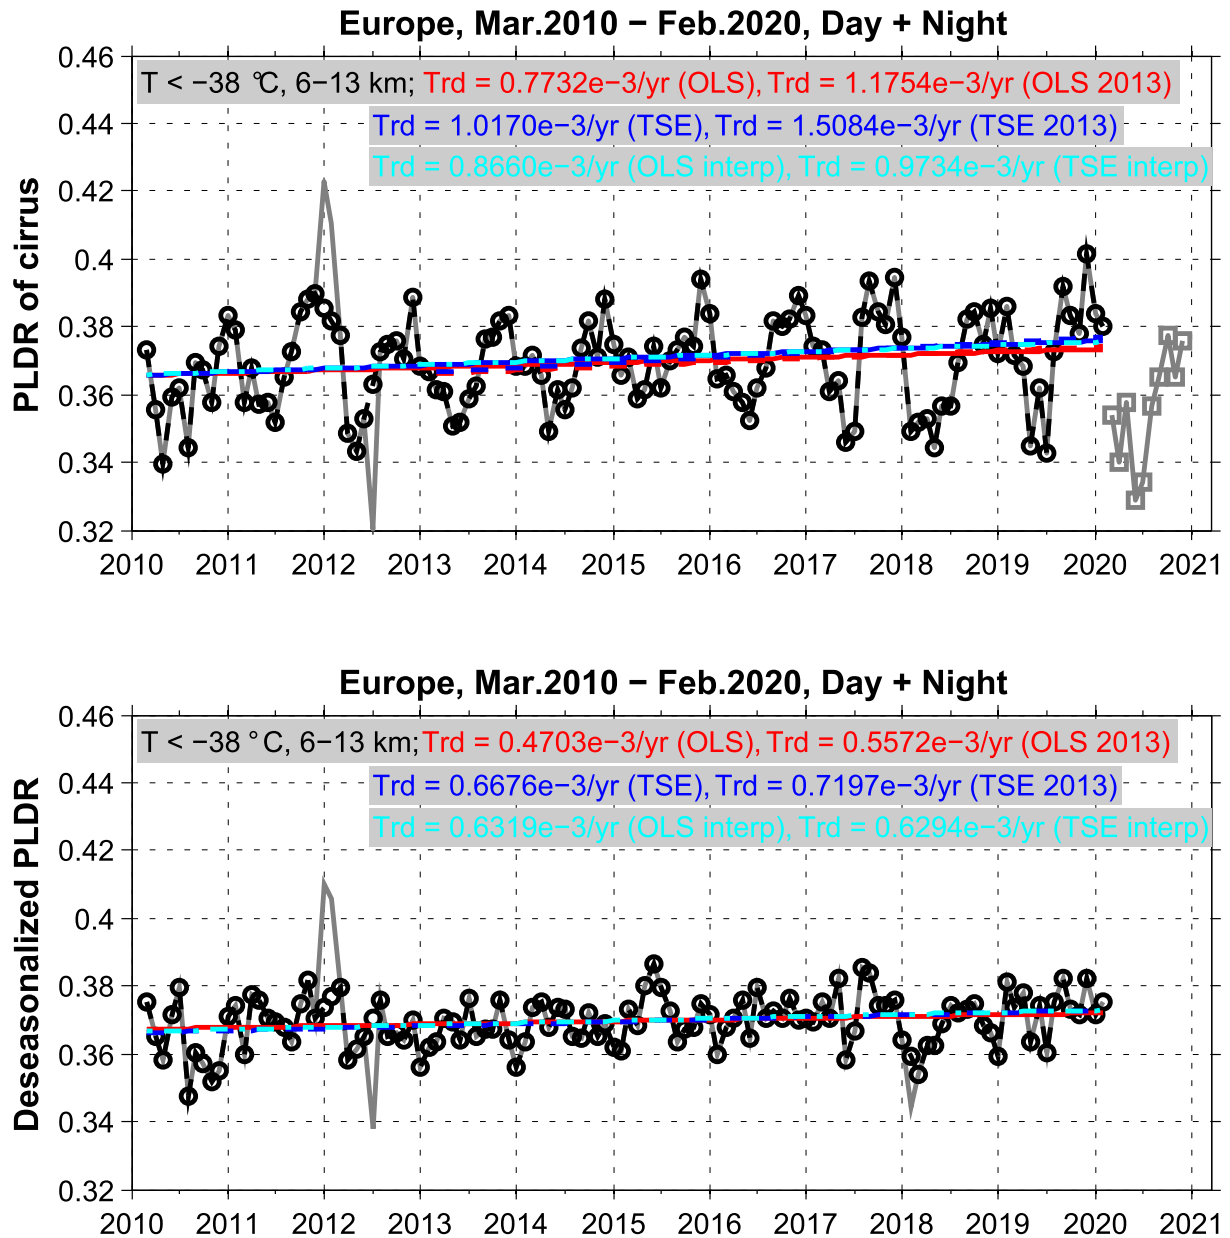 Europe, Mar.2010 − Feb.2020, Day + Night
T < −38 °C, 6−13 km; Trd = 0.7732e−3/yr (OLS), Trd = 1.1754e−3/yr (OLS 2013)
Trd = 1.0170e−3/yr (TSE), Trd = 1.5084e−3/yr (TSE 2013)
Trd = 0.8660e−3/yr (OLS interp), Trd = 0.9734e−3/yr (TSE interp)
PLDR of cirrus
0.46
0.44
0.42
0.4
0.38
0.36
0.34
0.32
2010 2011 2012 2013 2014 2015 2016 2017 2018 2019 2020 2021
Europe, Mar.2010 − Feb.2020, Day + Night
T < −38 °C, 6−13 km; Trd = 0.4703e−3/yr (OLS), Trd = 0.5572e−3/yr (OLS 2013)
Trd = 0.6676e−3/yr (TSE), Trd = 0.7197e−3/yr (TSE 2013)
Trd = 0.6319e−3/yr (OLS interp), Trd = 0.6294e−3/yr (TSE interp)
Deseasonalized PLDR
0.46
0.44
0.42
0.4
0.38
0.36
0.34
0.32
2010 2011 2012 2013 2014 2015 2016 2017 2018 2019 2020 2021